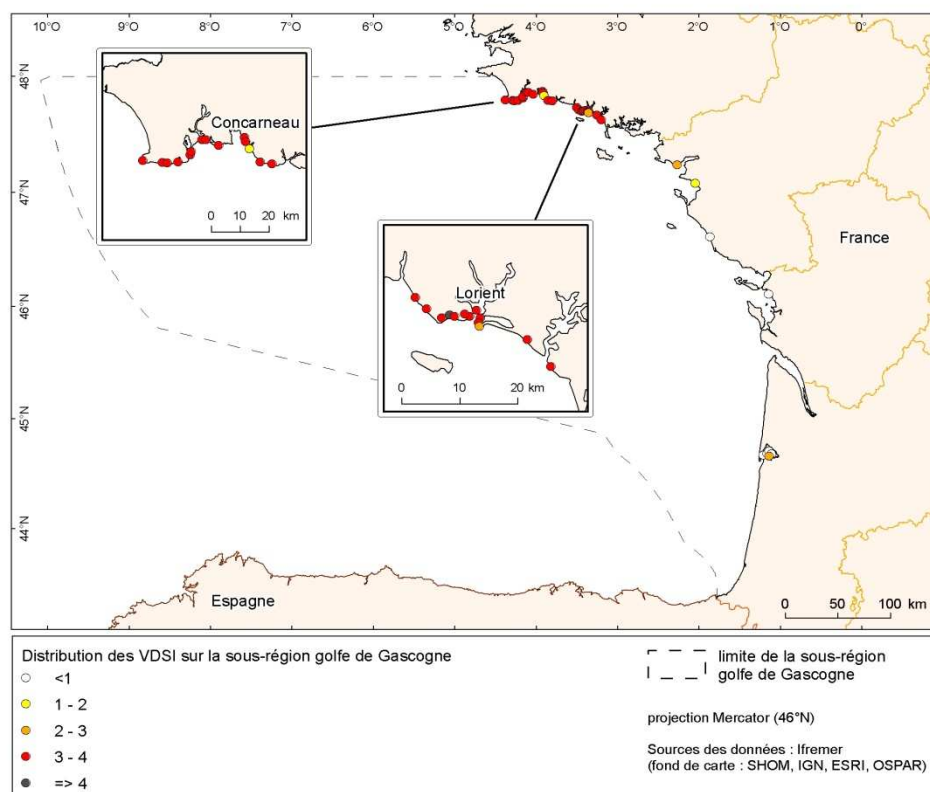 10°O 9°O 8°O 7°O 6°O 5°O 4°O 3°O 2°O 1°O
48°N
47°N
46°N
45°N
44°N
Concarneau
0 10 20 km
Lorient
0 10 20 km
France
Espagne
0 50 100 km
Distribution des VDSI sur la sous-région golfe de Gascogne
<1
1 - 2
2 - 3
3 - 4
=> 4
limite de la sous-région
golfe de Gascogne
projection Mercator (46°N)
Sources des données : Ifremer
(fond de carte : SHOM, IGN, ESRI, OSPAR)